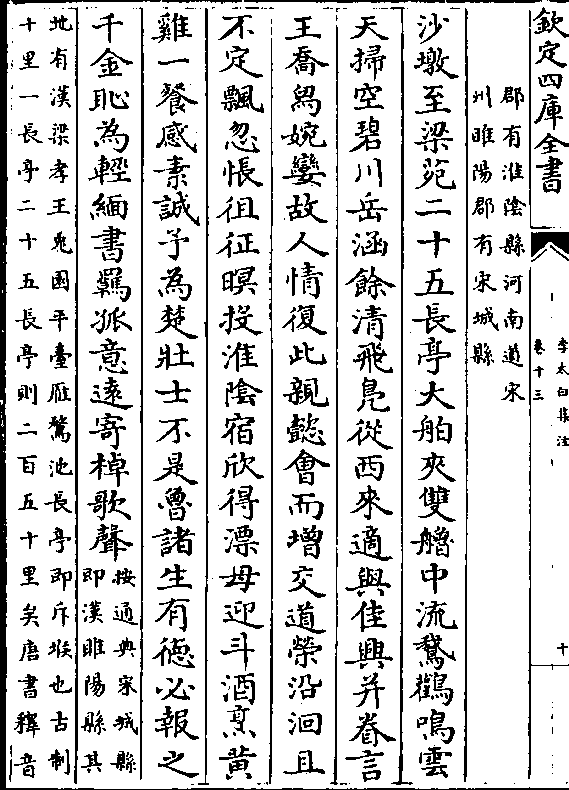 欽定四庫全書
李太白集注
卷十三
十
郡有淮陰縣河南道宋
州睢陽郡有宋城縣
沙墩至梁苑二十五長亭大舶夾雙艣中流鵞鸛鳴雲
天掃空碧川岳涵餘清飛鳧從西來適與佳興并眷言
王喬舄婉孌故人情復此親懿會而增交道榮沿洄且
不定飄忽悵徂征暝投淮陰宿欣得漂母迎斗酒烹黄
雞一餐感素誠予為楚壯士不是魯諸生有德必報之
千金耻為輕緬書羈孤意遠寄棹歌聲
按通典宋城縣
即漢睢陽縣其
地有漢梁孝王兎園平臺雁鶩池長亭即斥堠也古制
十里一長亭二十五長亭則二百五十里矣唐書釋音